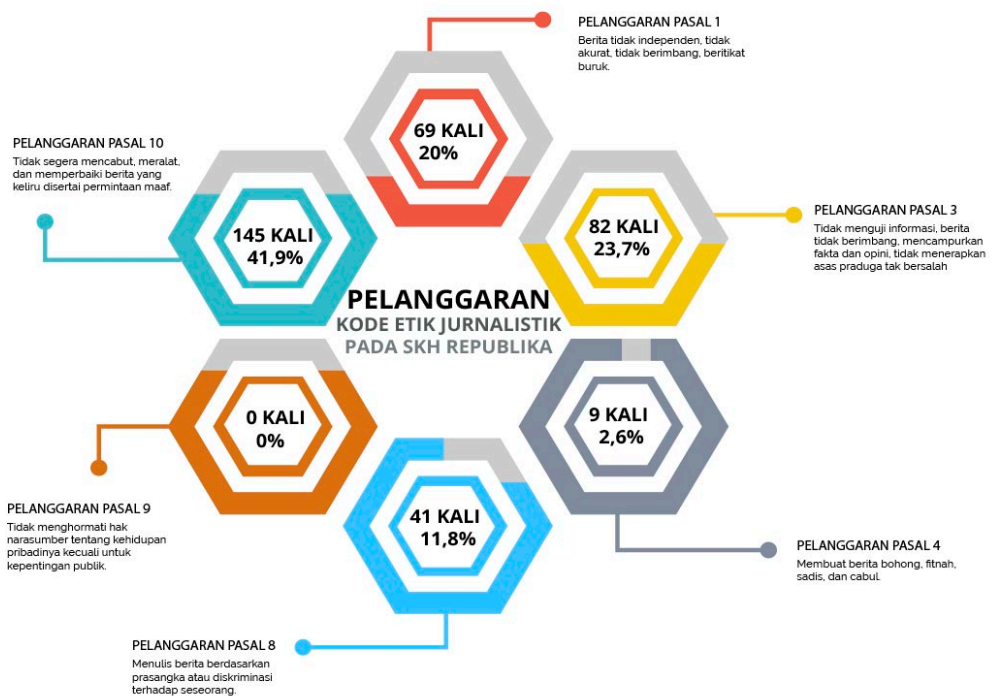 PELANGGARAN PASAL 1
Berita tidak independen, tidak
akurat, tidak berimbang, beritikat
buruk.
69 KALI
20%
PELANGGARAN PASAL 10
Tidak segera mencabut, meralat,
dan memperbaiki berita yang
keliru disertai permintaan maaf.
145 KALI
41,9%
82 KALI
23,7%
PELANGGARAN PASAL 3
Tidak menguji informasi, berita
tidak berimbang, mencampurkan
fakta dan opini, tidak menerapkan
asas praduga tak bersalah
PELANGGARAN
KODE ETIK JURNALISTIK
PADA SKH REPUBLIKA
0 KALI
0%
9 KALI
2,6%
PELANGGARAN PASAL 9
Tidak menghormati hak
narasumber tentang kehidupan
pribadinya kecuali untuk
kepentingan publik.
41 KALI
11,8%
PELANGGARAN PASAL 4
Membuat berita bohong, fitnah,
sadis, dan cabul.
PELANGGARAN PASAL 8
Menulis berita berdasarkan
prasangka atau diskriminasi
terhadap seseorang.